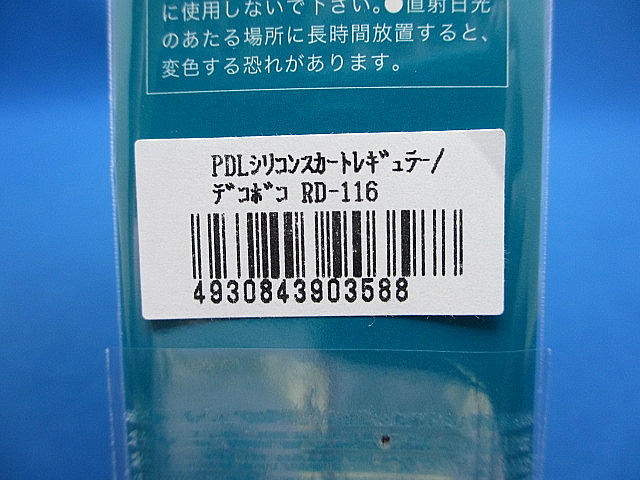 に使用しないで下さい。●直射日光
のあたる場所に長時間放置すると、
変色する恐れがあります。
PDLｼﾘｺﾝｽｶｰﾄﾚｷﾞｭﾃｰ/
ﾃﾞｺﾎﾞｺ RD-116
4930843903588